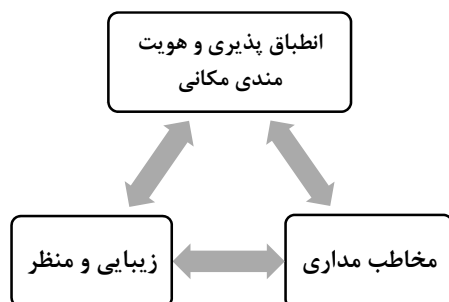 انطباق پذیری و هویت
مندی مکانی
مخاطب مداری
زیبایی و منظر